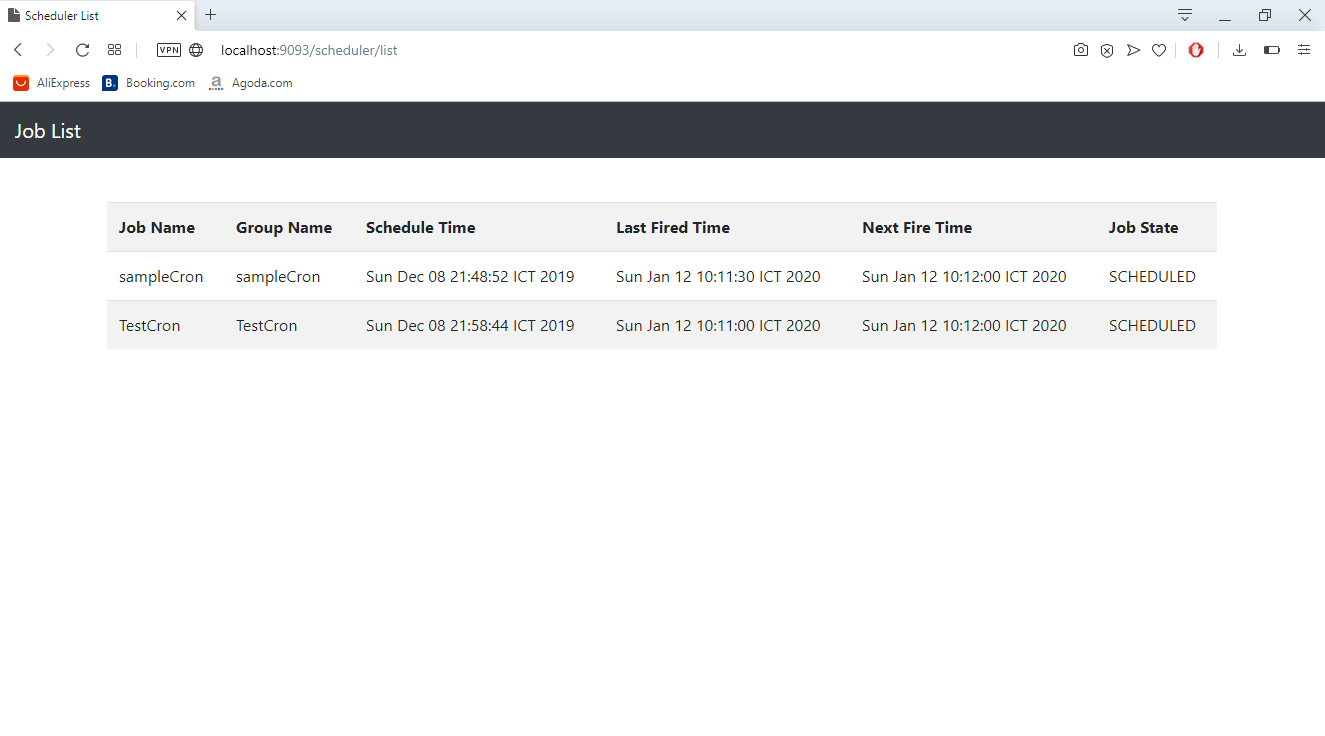 Scheduler List
VPN localhost:9093/scheduler/list
AliExpress B. Booking.com a Agoda.com
Job List
Job Name Group Name Schedule Time Last Fired Time Next Fire Time Job State
sampleCron sampleCron Sun Dec 08 21:48:52 ICT 2019 Sun Jan 12 10:11:30 ICT 2020 Sun Jan 12 10:12:00 ICT 2020 SCHEDULED
TestCron TestCron Sun Dec 08 21:58:44 ICT 2019 Sun Jan 12 10:11:00 ICT 2020 Sun Jan 12 10:12:00 ICT 2020 SCHEDULED